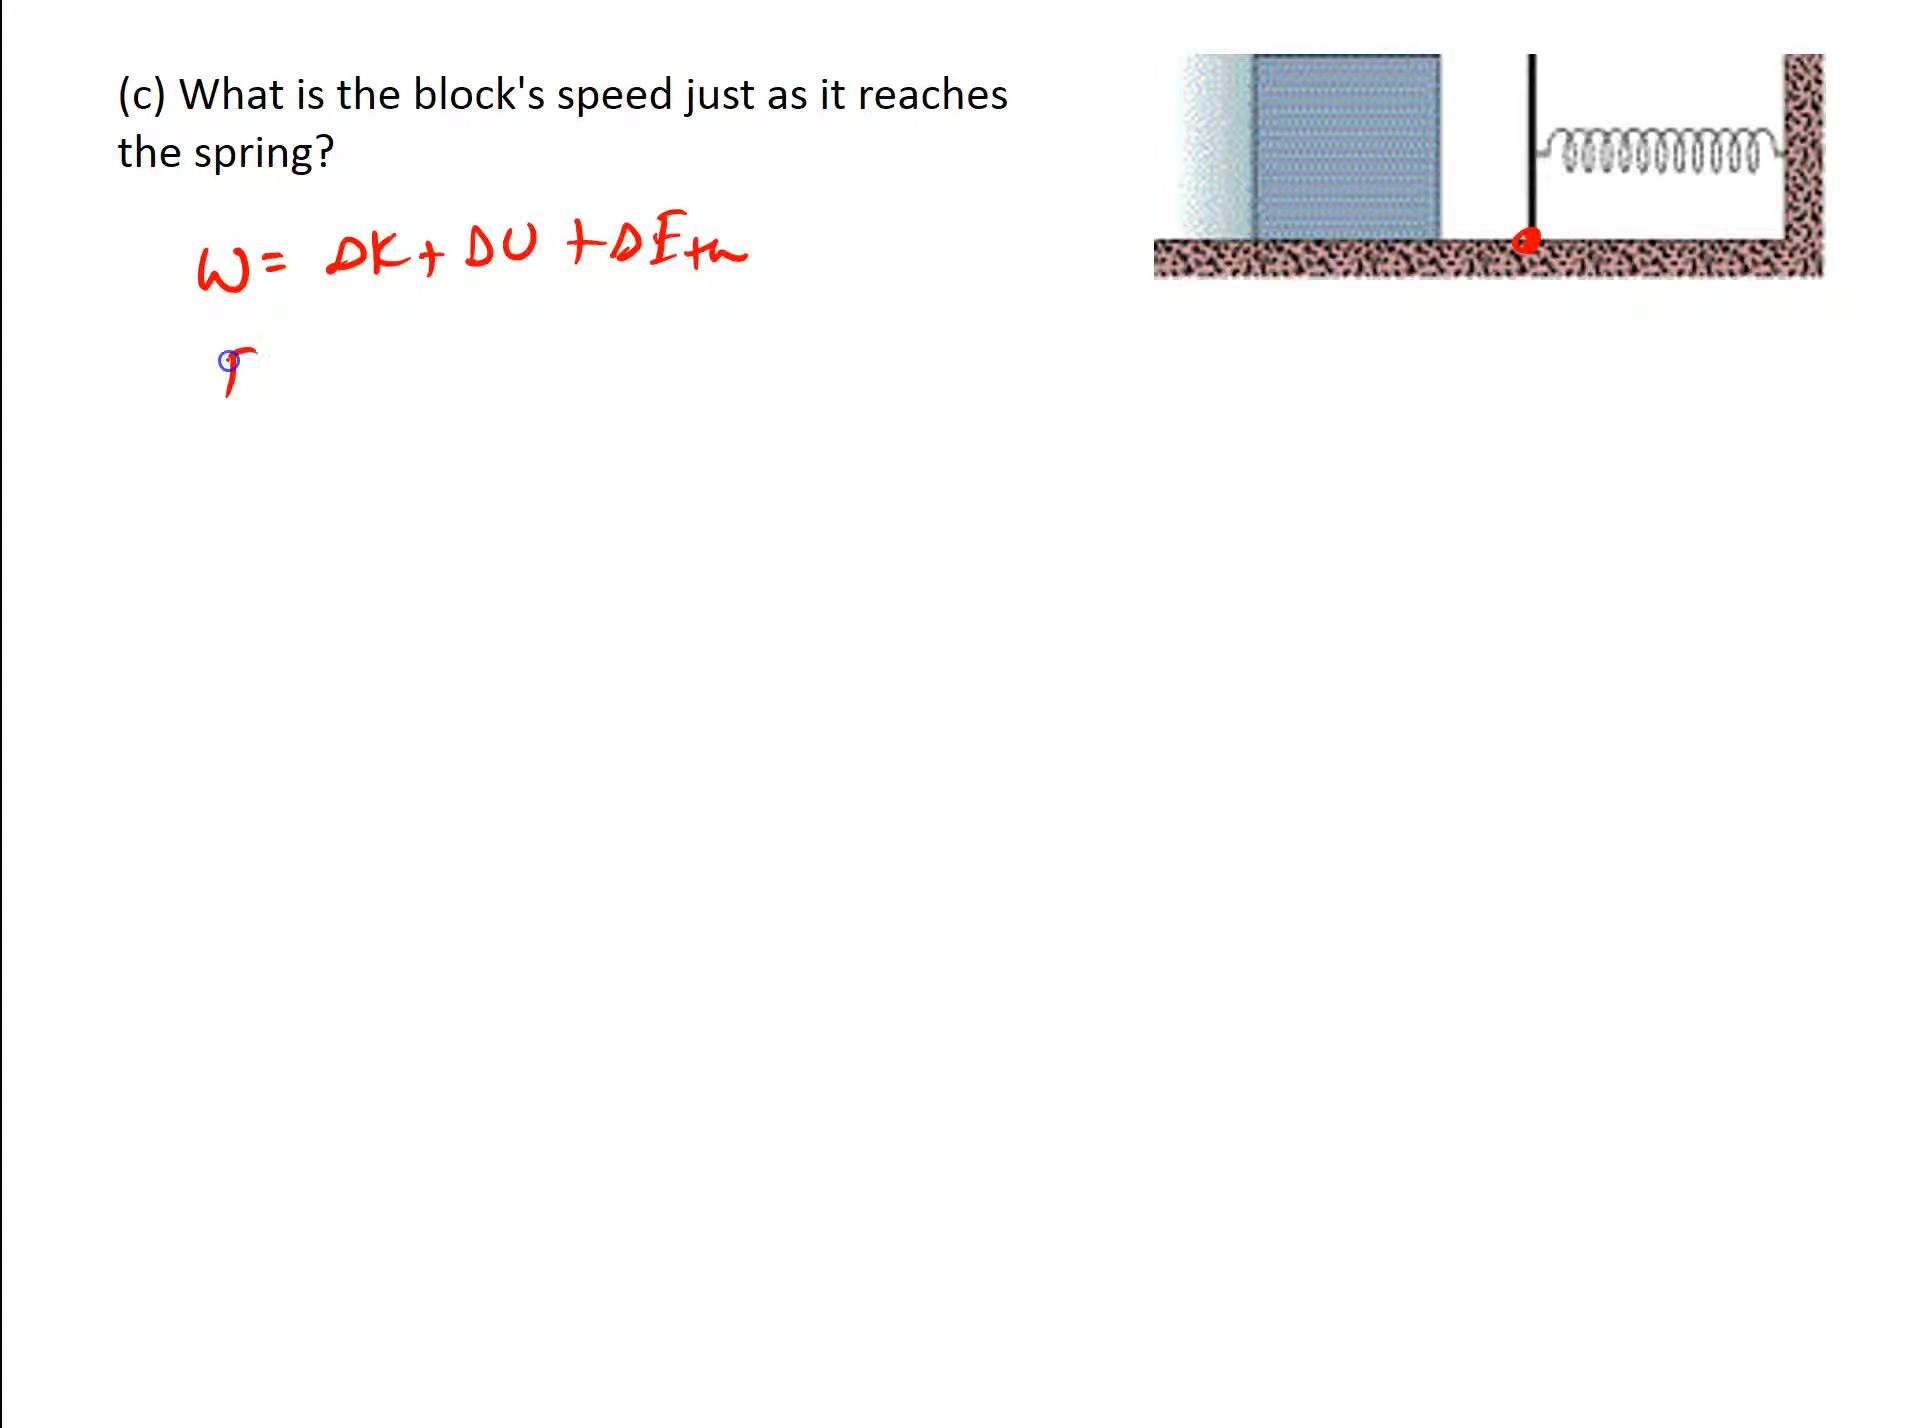 (c) What is the block's speed just as it reaches
the spring?
W = ΔK + ΔU + ΔEth